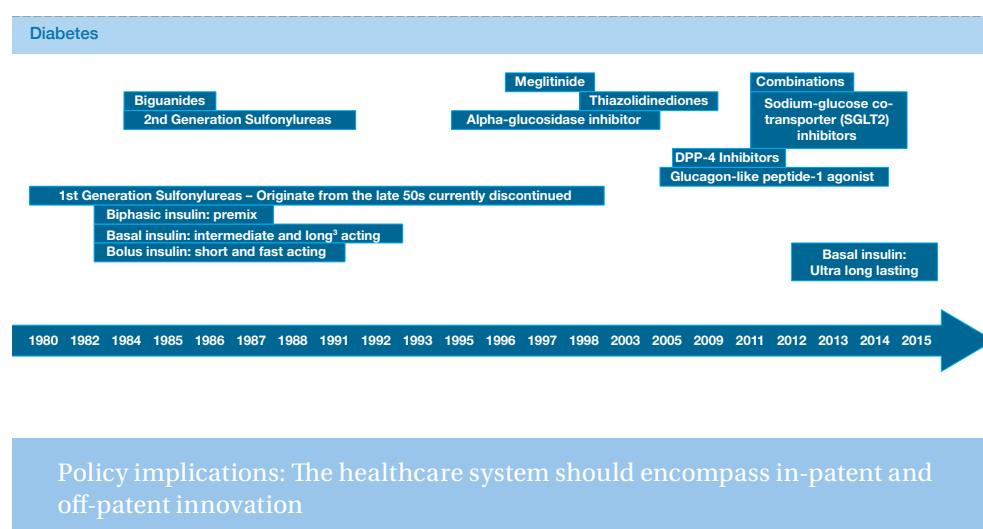 Diabetes
Meglitinide
Combinations
Biguanides
Thiazolidinediones
Sodium-glucose co-
transporter (SGLT2)
inhibitors
2nd Generation Sulfonylureas
Alpha-glucosidase inhibitor
DPP-4 Inhibitors
Glucagon-like peptide-1 agonist
1st Generation Sulfonylureas – Originate from the late 50s currently discontinued
Biphasic insulin: premix
Basal insulin: intermediate and long³ acting
Bolus insulin: short and fast acting
Basal insulin:
Ultra long lasting
1980 1982 1984 1985 1986 1987 1988 1991 1992 1993 1995 1996 1997 1998 2003 2005 2009 2011 2012 2013 2014 2015
Policy implications: The healthcare system should encompass in-patent and
off-patent innovation